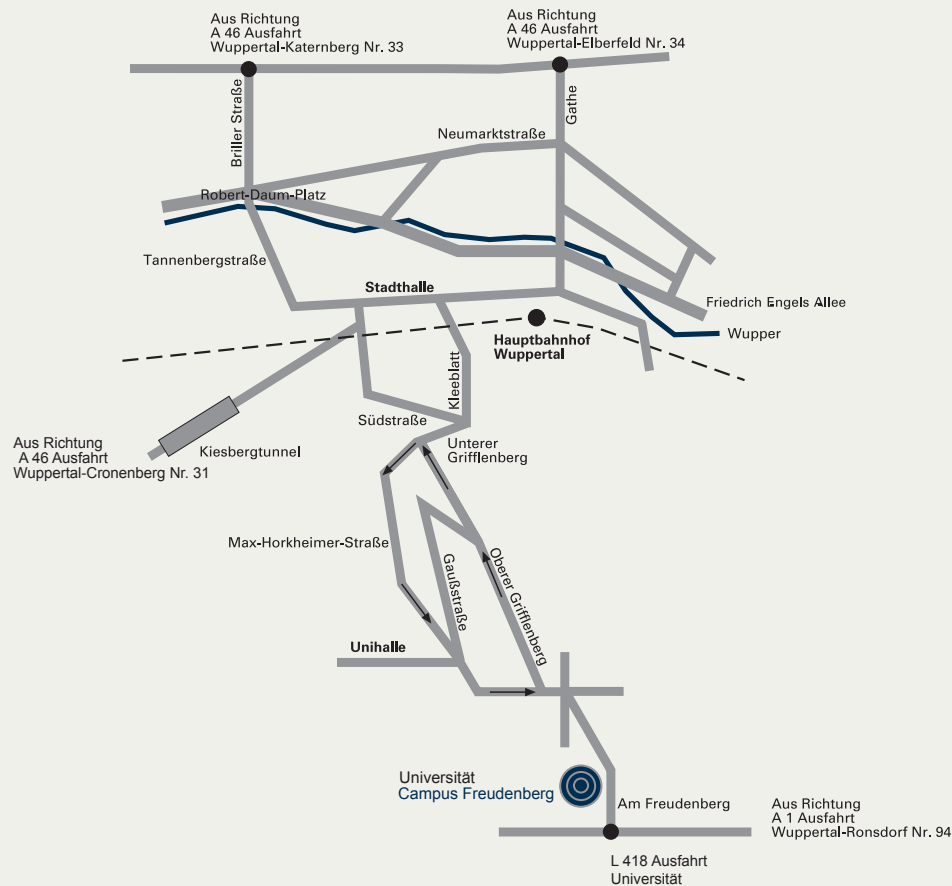 Aus Richtung
A 46 Ausfahrt
Wuppertal-Katernberg Nr. 33
Aus Richtung
A 46 Ausfahrt
Wuppertal-Elberfeld Nr. 34
Briller Straße
Gathe
Neumarktstraße
Robert-Daum-Platz
Tannenbergstraße
Stadthalle
Friedrich Engels Allee
Wupper
Hauptbahnhof
Wuppertal
Kleeblatt
Südstraße
Aus Richtung
A 46 Ausfahrt
Wuppertal-Cronenberg Nr. 31
Kiesbergtunnel
Unterer
Grifflenberg
Max-Horkheimer-Straße
Gaußstraße
Oberer Grifflenberg
Unihalle
Universität
Campus Freudenberg
Am Freudenberg
Aus Richtung
A 1 Ausfahrt
Wuppertal-Ronsdorf Nr. 94
L 418 Ausfahrt
Universität